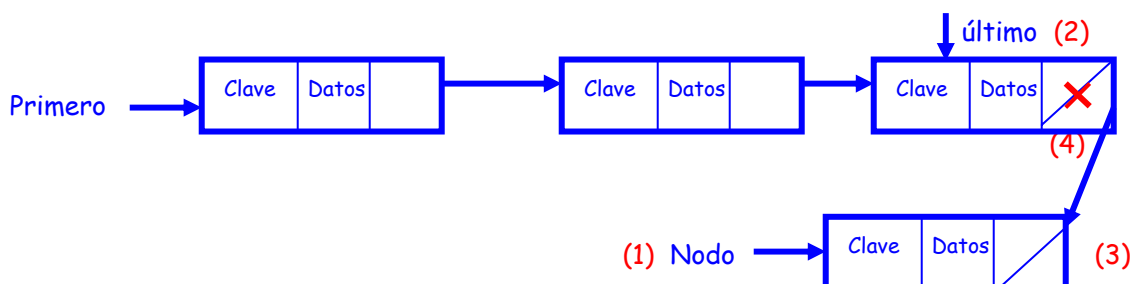 último (2)
Clave Datos Clave Datos Clave Datos
Primero
(4)
(1) Nodo Clave Datos (3)